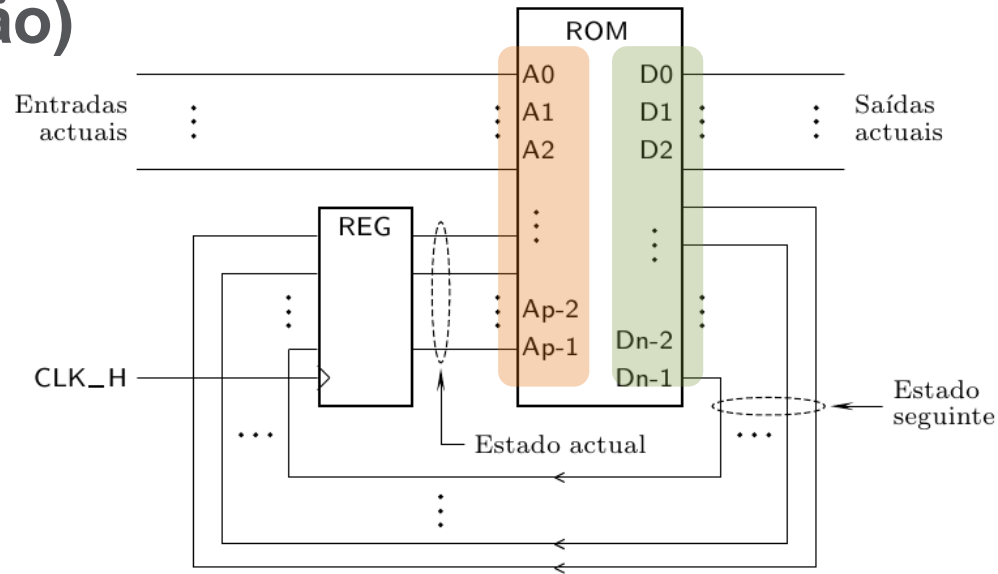 ão)
ROM
Entradas
actuais
A0
A1
A2
Ap-2
Ap-1
D0
D1
D2
Dn-2
Dn-1
Saídas
actuais
REG
CLK_H
Estado actual
Estado
seguinte